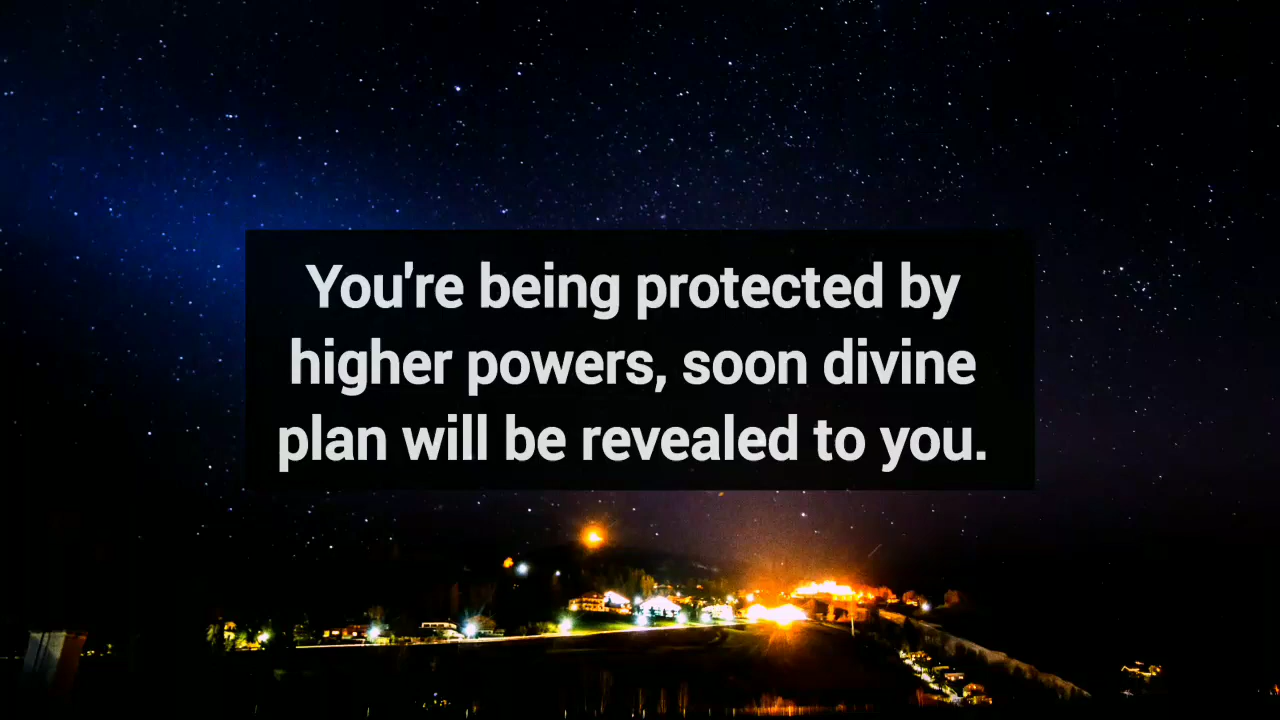 You're being protected by
higher powers, soon divine
plan will be revealed to you.